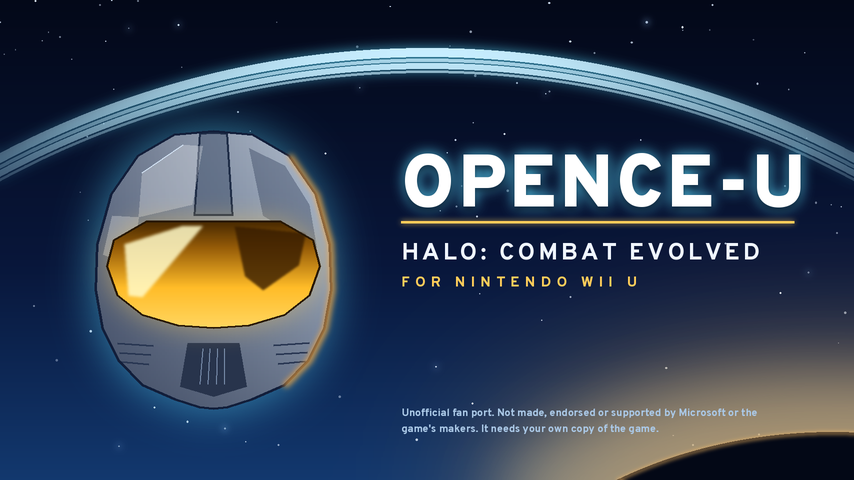 OPENCE-U
HALO: COMBAT EVOLVED
FOR NINTENDO WII U
Unofficial fan port. Not made, endorsed or supported by Microsoft or the
game's makers. It needs your own copy of the game.